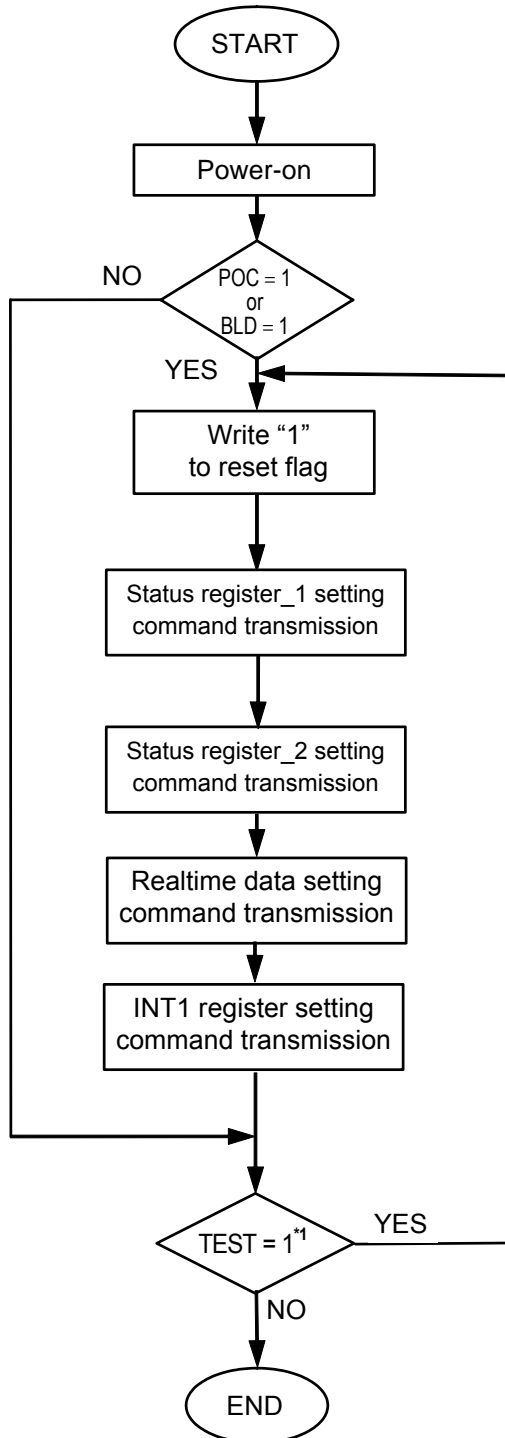 START
Power-on
NO
POC = 1
or
BLD = 1
YES
Write “1”
to reset flag
Status register_1 setting
command transmission
Status register_2 setting
command transmission
Realtime data setting
command transmission
INT1 register setting
command transmission
TEST = 1*1
YES
NO
END